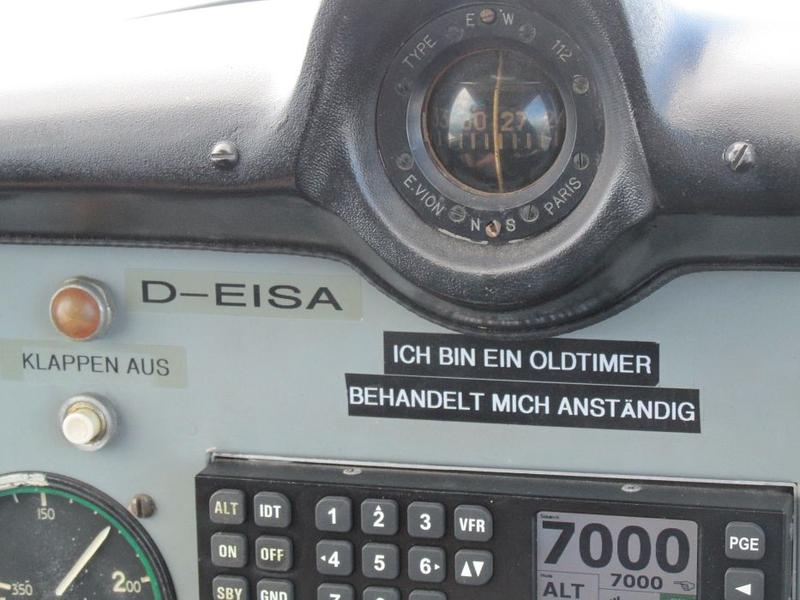 E W
TYPE 112
30 27
E.VION PARIS
N S
D-EISA
KLAPPEN AUS
ICH BIN EIN OLDTIMER
BEHANDELT MICH ANSTÄNDIG
150
200
350
ALT IDT 1 2 3 VFR
ON OFF 4 5 6
SBY GND
7000
7000
ALT
PGE